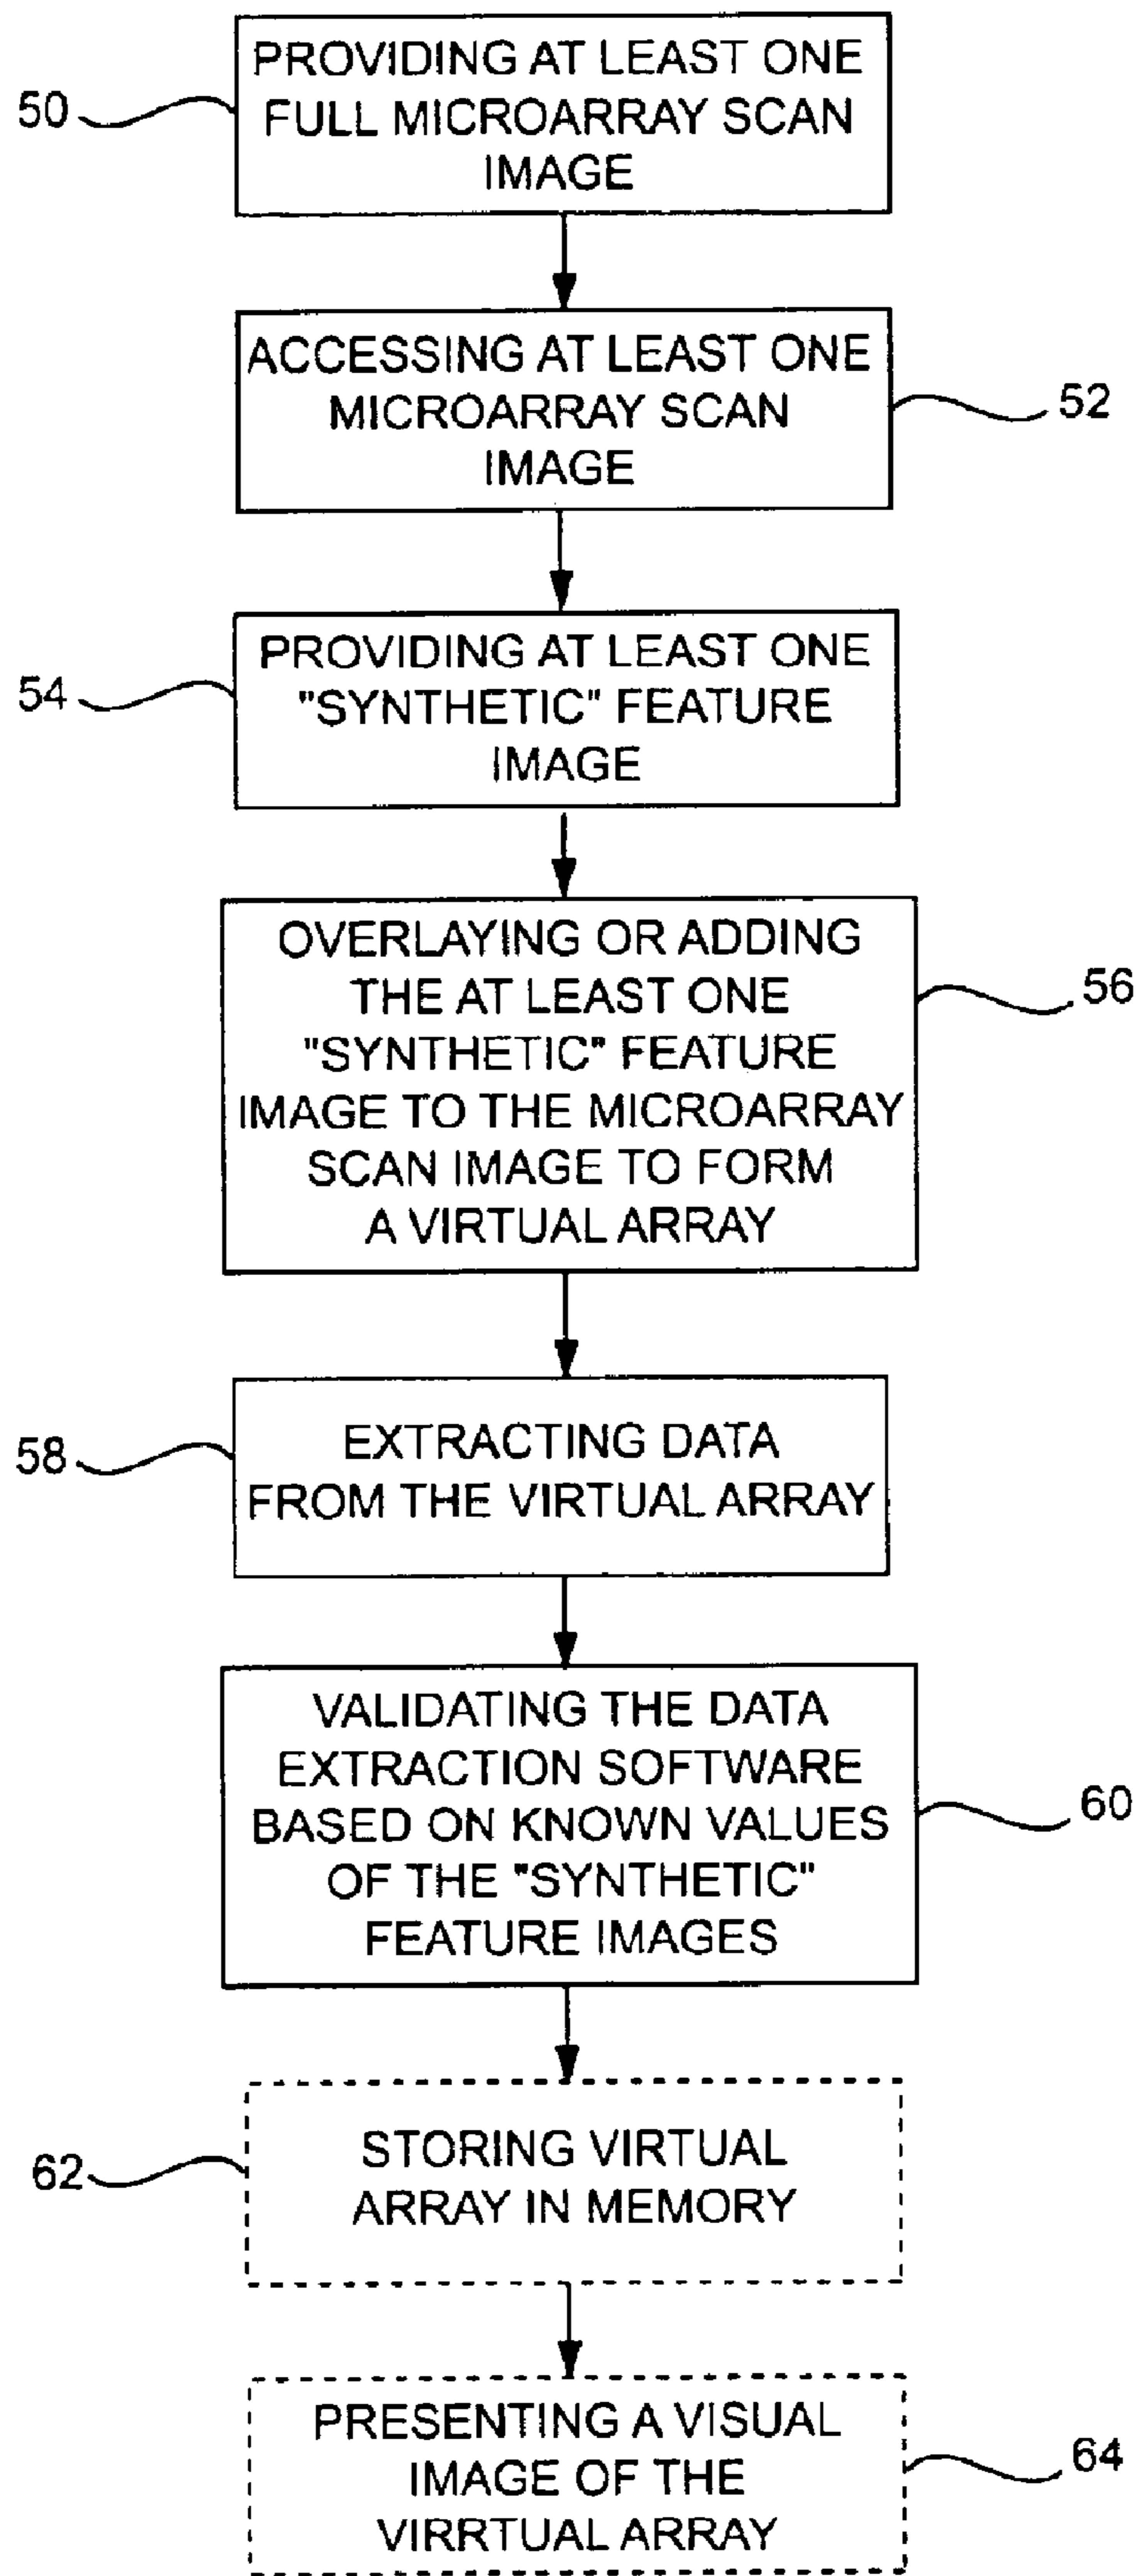 50
PROVIDING AT LEAST ONE
FULL MICROARRAY SCAN
IMAGE
ACCESSING AT LEAST ONE
MICROARRAY SCAN
IMAGE
52
54
PROVIDING AT LEAST ONE
"SYNTHETIC" FEATURE
IMAGE
OVERLAYING OR ADDING
THE AT LEAST ONE
"SYNTHETIC" FEATURE
IMAGE TO THE MICROARRAY
SCAN IMAGE TO FORM
A VIRTUAL ARRAY
56
58
EXTRACTING DATA
FROM THE VIRTUAL ARRAY
VALIDATING THE DATA
EXTRACTION SOFTWARE
BASED ON KNOWN VALUES
OF THE "SYNTHETIC"
FEATURE IMAGES
60
62
STORING VIRTUAL
ARRAY IN MEMORY
PRESENTING A VISUAL
IMAGE OF THE
VIRRTUAL ARRAY
64